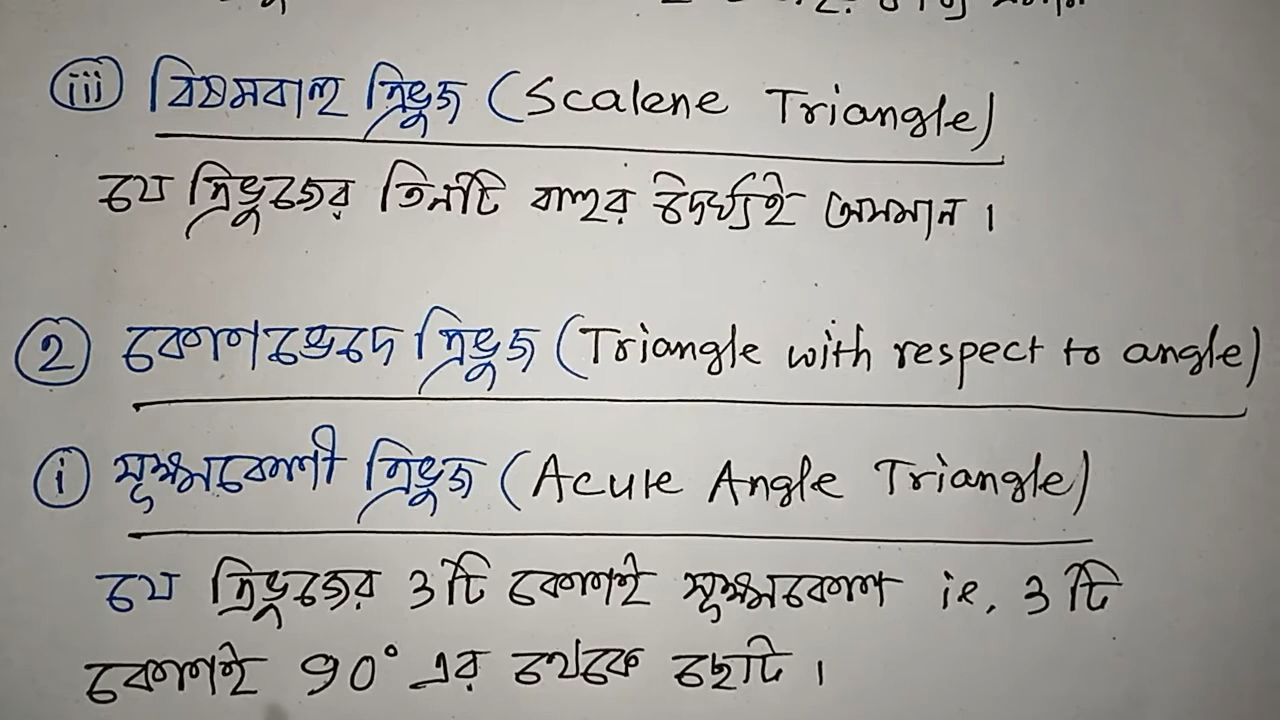 iii বিষমবাহু ত্রিভুজ (Scalene Triangle)
যে ত্রিভুজের তিনটি বাহুর দৈর্ঘ্যই অসমান ।
2 কোণভেদে ত্রিভুজ (Triangle with respect to angle)
i সূক্ষ্মকোণী ত্রিভুজ (Acute Angle Triangle)
যে ত্রিভুজের 3টি কোণই সূক্ষ্মকোণ ie, 3 টি
কোণই 90° এর থেকে ছোট ।